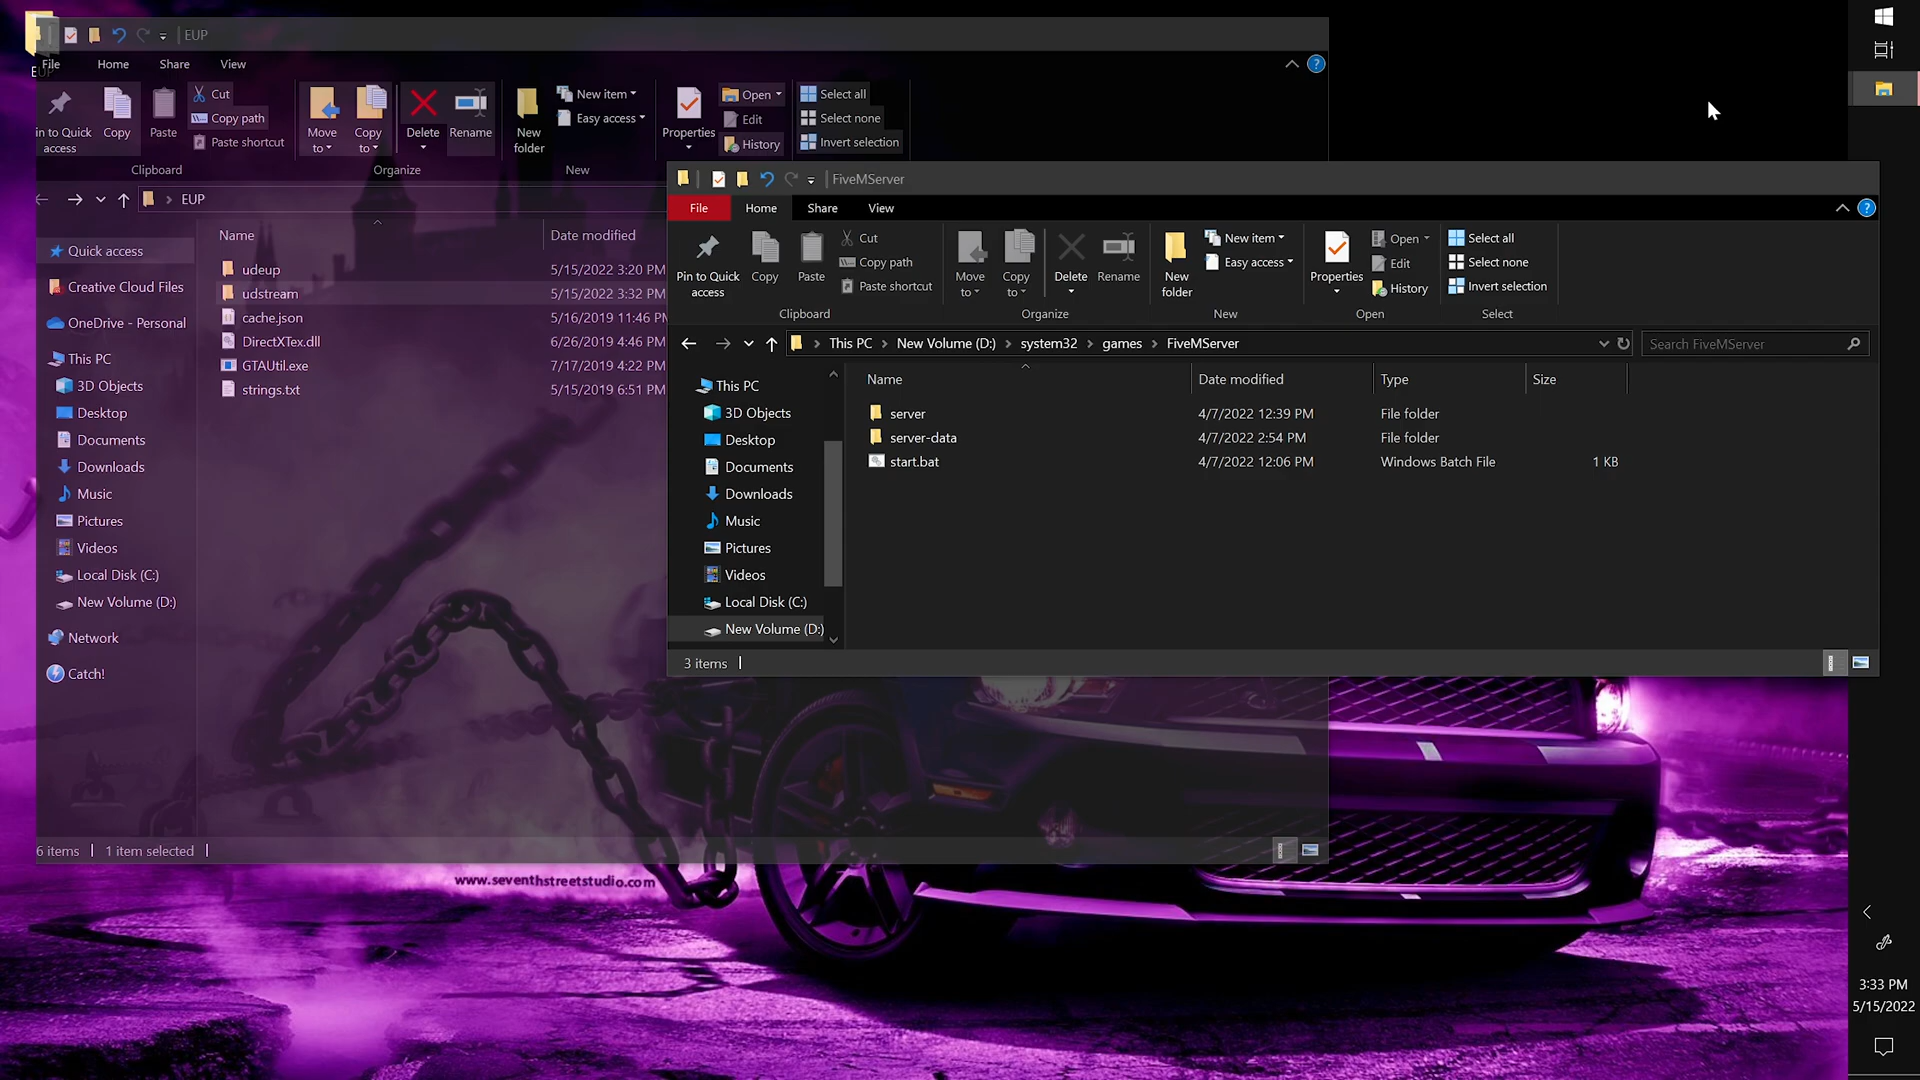 EUP
EUP
File Home Share View
Pin to Quick access
Copy
Paste
Cut
Copy path
Paste shortcut
Move to
Copy to
Delete
Rename
New folder
New item
Easy access
Properties
Open
Edit
History
Select all
Select none
Invert selection
Clipboard Organize New
EUP
Name Date modified
Quick access
Creative Cloud Files
OneDrive - Personal
This PC
3D Objects
Desktop
Documents
Downloads
Music
Pictures
Videos
Local Disk (C:)
New Volume (D:)
Network
Catch!
udeup 5/15/2022 3:20 PM
udstream 5/15/2022 3:32 PM
cache.json 5/16/2019 11:46 PM
DirectXTex.dll 6/26/2019 4:46 PM
GTAUtil.exe 7/17/2019 4:22 PM
strings.txt 5/15/2019 6:51 PM
6 items 1 item selected
FiveMServer
File Home Share View
Pin to Quick access
Copy
Paste
Cut
Copy path
Paste shortcut
Move to
Copy to
Delete
Rename
New folder
New item
Easy access
Properties
Open
Edit
History
Select all
Select none
Invert selection
Clipboard Organize New Open Select
This PC > New Volume (D:) > system32 > games > FiveMServer
Search FiveMServer
Name Date modified Type Size
This PC
3D Objects
Desktop
Documents
Downloads
Music
Pictures
Videos
Local Disk (C:)
New Volume (D:)
server 4/7/2022 12:39 PM File folder
server-data 4/7/2022 2:54 PM File folder
start.bat 4/7/2022 12:06 PM Windows Batch File 1 KB
3 items
www.seventhstreetstudio.com
3:33 PM
5/15/2022